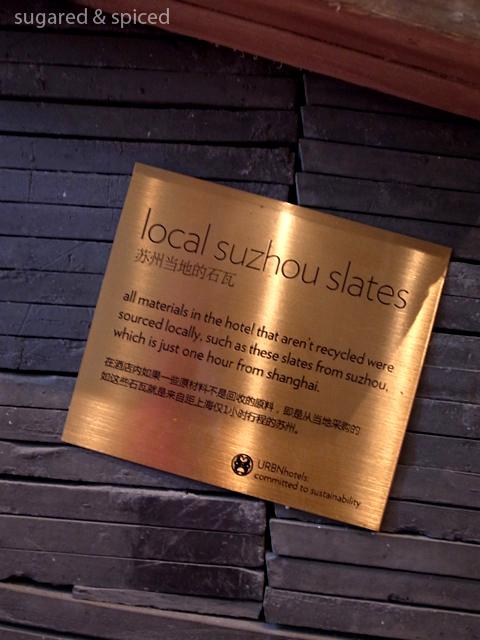 sugared & spiced
local suzhou slates
苏州当地的石瓦
all materials in the hotel that aren't recycled were
sourced locally, such as these slates from suzhou,
which is just one hour from shanghai.
在酒店内如果一些原材料不是回收的原料，即是从当地采购的
如这些石瓦就是来自距上海仅1小时行程的苏州。
URBNhotels:
committed to sustainability